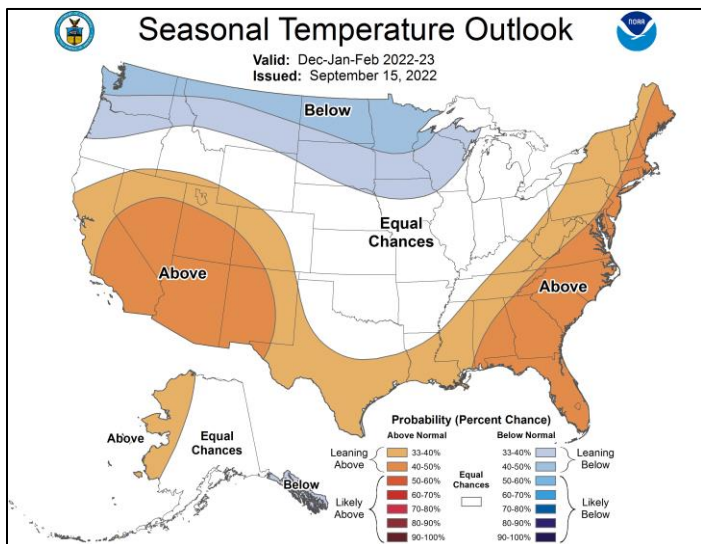 Seasonal Temperature Outlook
NOAA
Valid: Dec-Jan-Feb 2022-23
Issued: September 15, 2022
Below
Equal
Chances
Above
Above
Above
Equal
Chances
Below
Probability (Percent Chance)
Above Normal
Below Normal
Leaning
Above
33-40%
40-50%
50-60%
60-70%
70-80%
80-90%
90-100%
Likely
Above
Equal
Chances
33-40%
40-50%
50-60%
60-70%
70-80%
80-90%
90-100%
Leaning
Below
Likely
Below